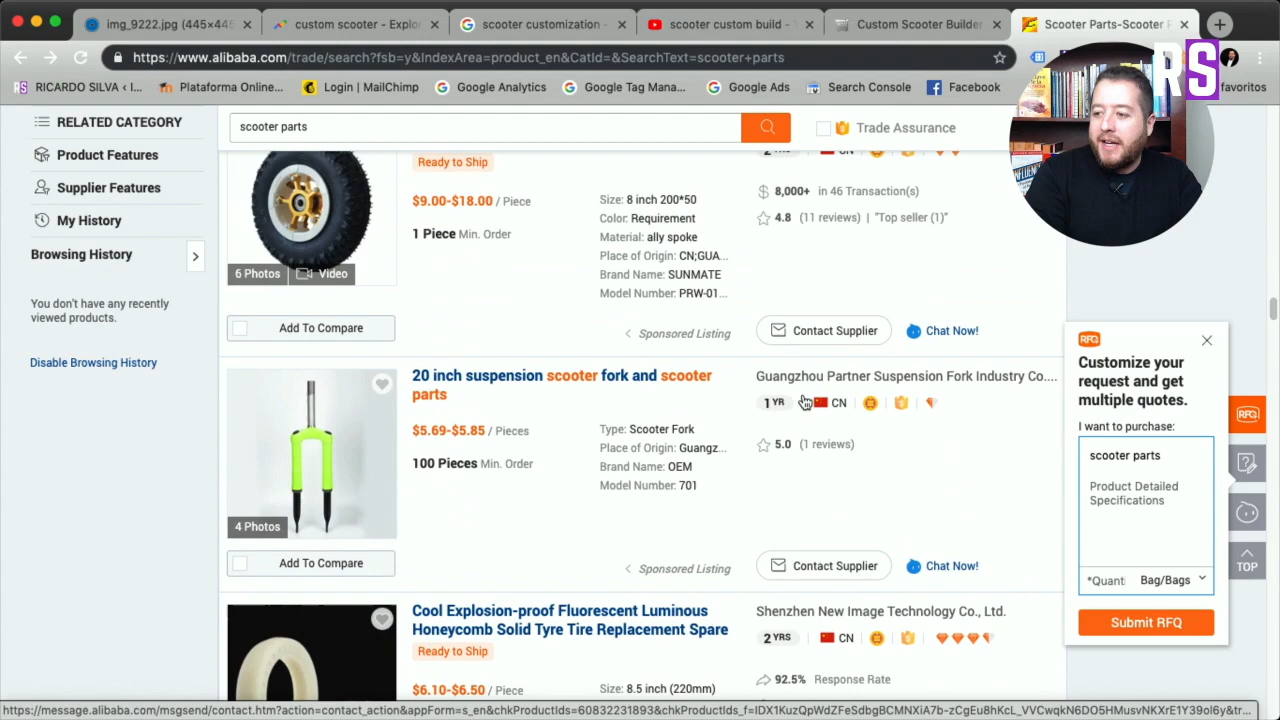 img_9222.jpg (445×445
custom scooter - Explor
scooter customization -
scooter custom build -
Custom Scooter Builder
Scooter Parts-Scooter P
https://www.alibaba.com/trade/search?fsb=y&IndexArea=product_en&CatId=&SearchText=scooter+parts
RS
RICARDO SILVA < I...
Plataforma Online...
Login | MailChimp
Google Analytics
Google Tag Mana...
Google Ads
Search Console
Facebook
favoritos
RELATED CATEGORY
scooter parts
Trade Assurance
Product Features
Supplier Features
My History
Browsing History
You don't have any recently
viewed products.
Disable Browsing History
6 Photos
Video
Add To Compare
Ready to Ship
$9.00-$18.00 / Piece
1 Piece Min. Order
Size: 8 inch 200*50
Color: Requirement
Material: ally spoke
Place of Origin: CN;GUA...
Brand Name: SUNMATE
Model Number: PRW-01...
Sponsored Listing
2 YRS CN
8,000+ in 46 Transaction(s)
4.8 (11 reviews) | "Top seller (1)"
Contact Supplier
Chat Now!
4 Photos
Add To Compare
20 inch suspension scooter fork and scooter
parts
$5.69-$5.85 / Pieces
100 Pieces Min. Order
Type: Scooter Fork
Place of Origin: Guangz...
Brand Name: OEM
Model Number: 701
Sponsored Listing
Guangzhou Partner Suspension Fork Industry Co....
1 YR CN
5.0 (1 reviews)
Contact Supplier
Chat Now!
Cool Explosion-proof Fluorescent Luminous
Honeycomb Solid Tyre Tire Replacement Spare
Ready to Ship
$6.10-$6.50 / Piece
Size: 8.5 inch (220mm)
Shenzhen New Image Technology Co., Ltd.
2 YRS CN
92.5% Response Rate
RFQ
Customize your
request and get
multiple quotes.
I want to purchase:
scooter parts
Product Detailed
Specifications
*Quanti
Bag/Bags
Submit RFQ
RFQ
TOP